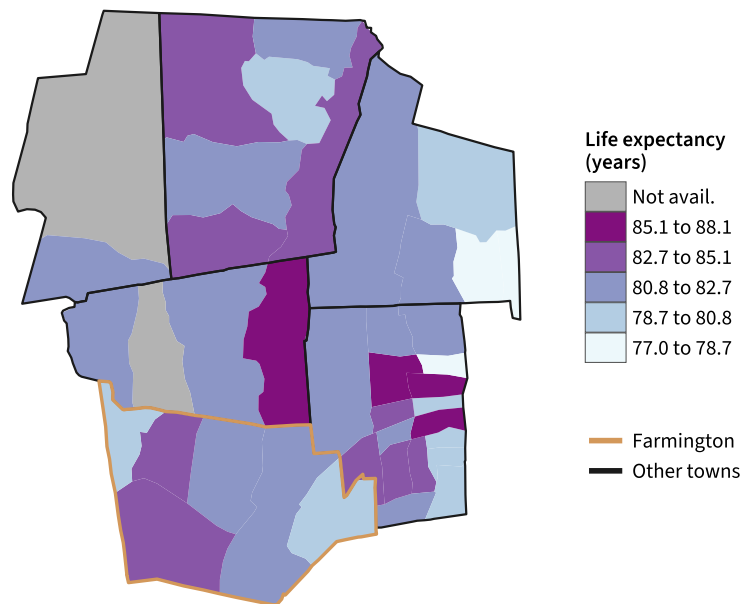 Life expectancy
(years)
Not avail.
85.1 to 88.1
82.7 to 85.1
80.8 to 82.7
78.7 to 80.8
77.0 to 78.7
Farmington
Other towns